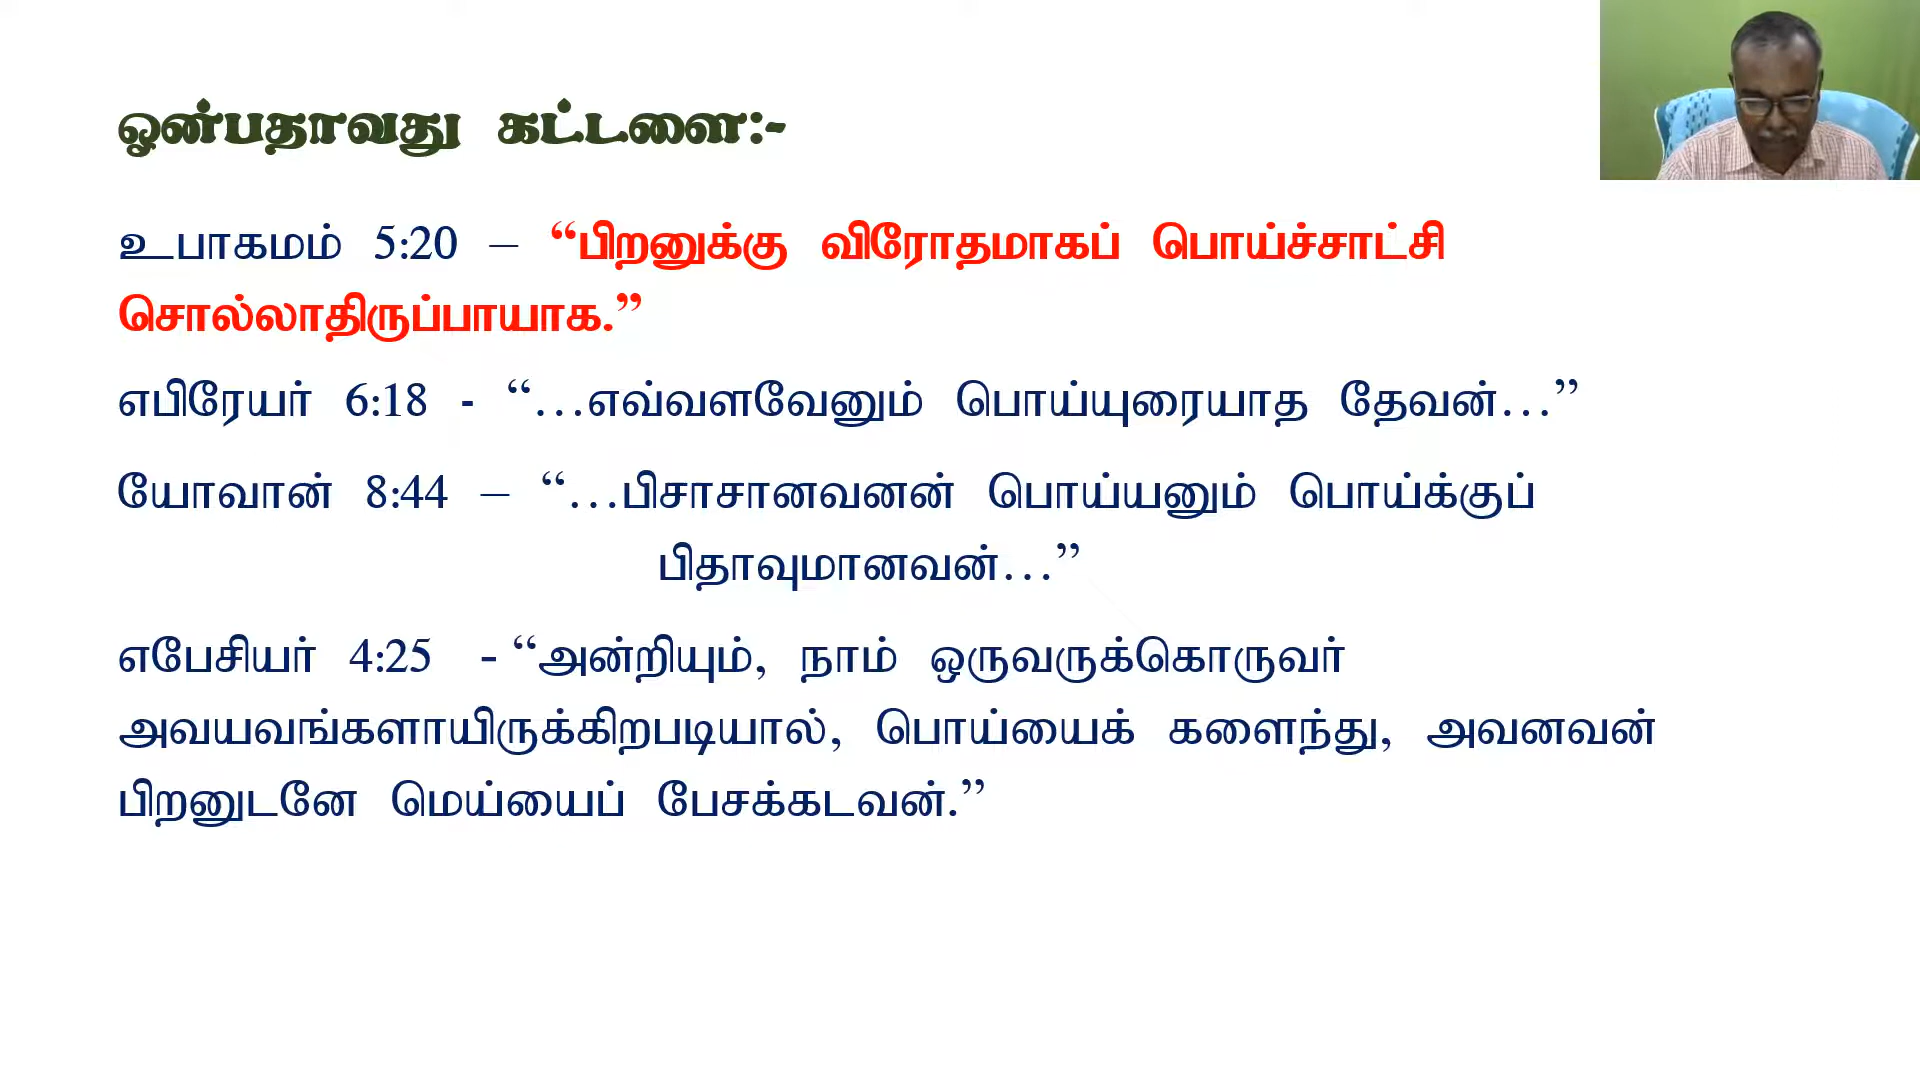 ஒன்பதாவது கட்டளை:-
உபாகமம் 5:20 – “பிறனுக்கு விரோதமாகப் பொய்ச்சாட்சி
சொல்லாதிருப்பாயாக.”
எபிரேயர் 6:18 - “…எவ்வளவேனும் பொய்யுரையாத தேவன்…”
யோவான் 8:44 – “…பிசாசானவனன் பொய்யனும் பொய்க்குப்
பிதாவுமானவன்…”
எபேசியர் 4:25 - “அன்றியும், நாம் ஒருவருக்கொருவர்
அவயவங்களாயிருக்கிறபடியால், பொய்யைக் களைந்து, அவனவன்
பிறனுடனே மெய்யைப் பேசக்கடவன்.”